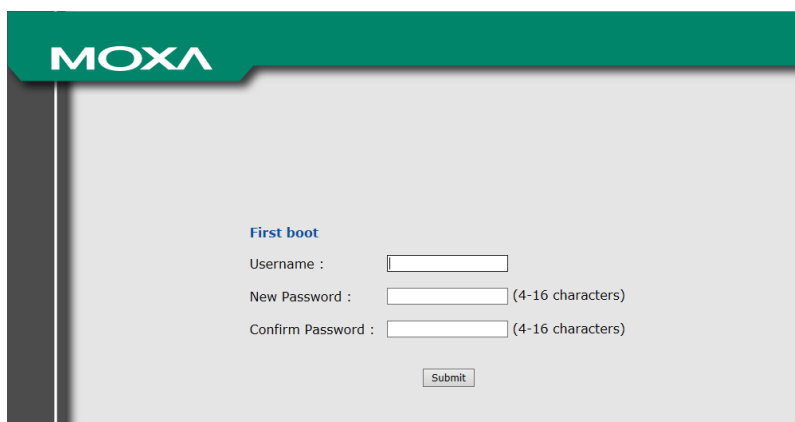 MOXA
First boot
Username :
New Password : (4-16 characters)
Confirm Password : (4-16 characters)
Submit